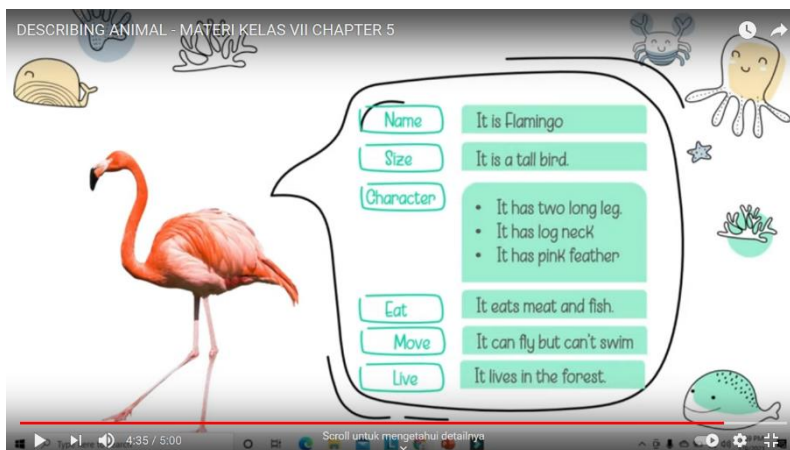 DESCRIBING ANIMAL - MATERI KELAS VII CHAPTER 5
Name
It is Flamingo
Size
It is a tall bird.
Character
• It has two long leg.
• It has log neck
• It has pink feather
Eat
It eats meat and fish.
Move
It can fly but can't swim
Live
It lives in the forest.
Scroll untuk mengetahui detailnya
4:35 / 5:00